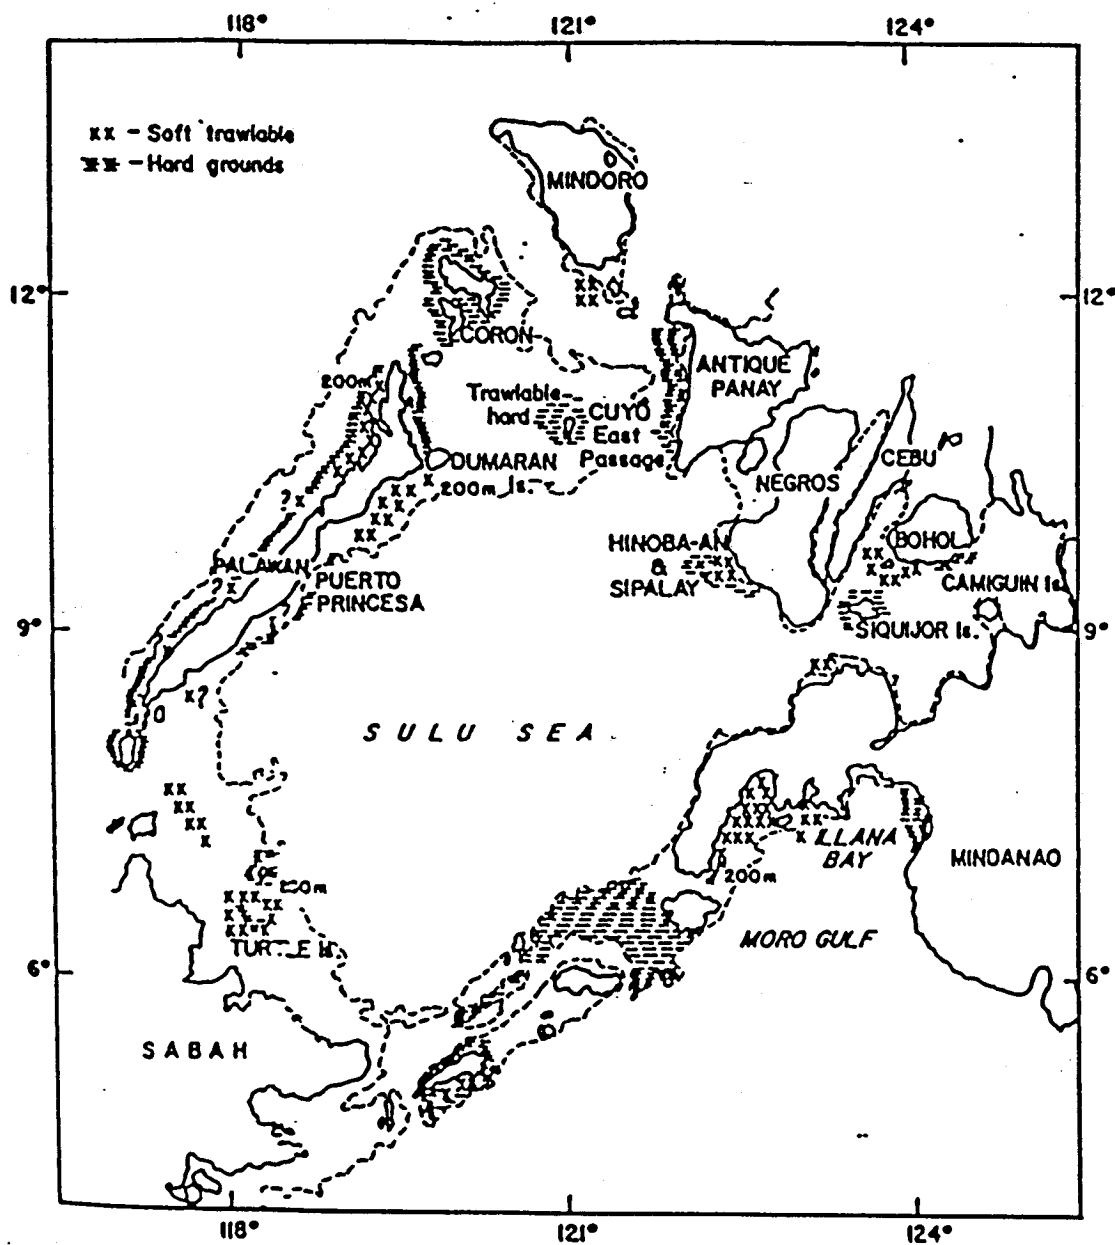 118° 121° 124°
xx - Soft trawlable
- Hard grounds
MINDORO
12° 12°
CORON
ANTIQUE
PANAY
200m
Trawlable
hard
CUYO
East
Passage
DUMARAN
Is.
200m
NEGROS
CEBU
BOHOL
HINOBA-AN
&
SIPALAY
PALAWAN
PUERTO
PRINCESA
CAMIGUIN Is.
9° 9°
SIQUIJOR Is.
x?
SULU SEA
ILLANA
BAY
MINDANAO
200m
200m
TURTLE Is.
MORO GULF
6° 6°
SABAH
118° 121° 124°